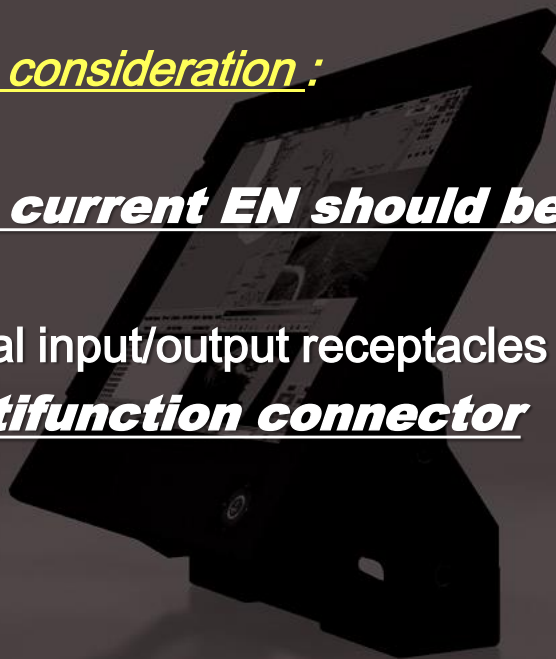 consideration :
current EN should be
al input/output receptacles
tifunction connector